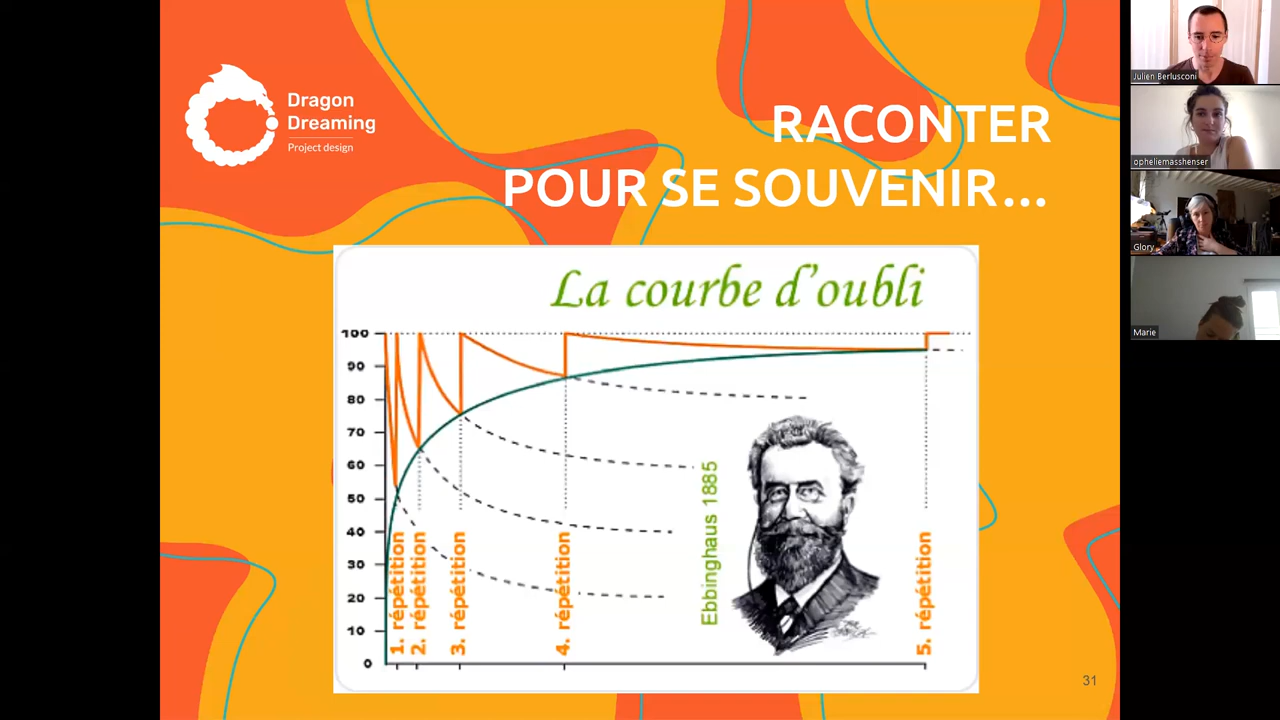 Dragon
Dreaming
Project design
RACONTER
POUR SE SOUVENIR...
La courbe d'oubli
100
90
80
70
60
50
40
30
20
10
0
1. répétition
2. répétition
3. répétition
4. répétition
5. répétition
Ebbinghaus 1885
31
Julien Berlusconi
opheliemasshenser
Glory
Marie